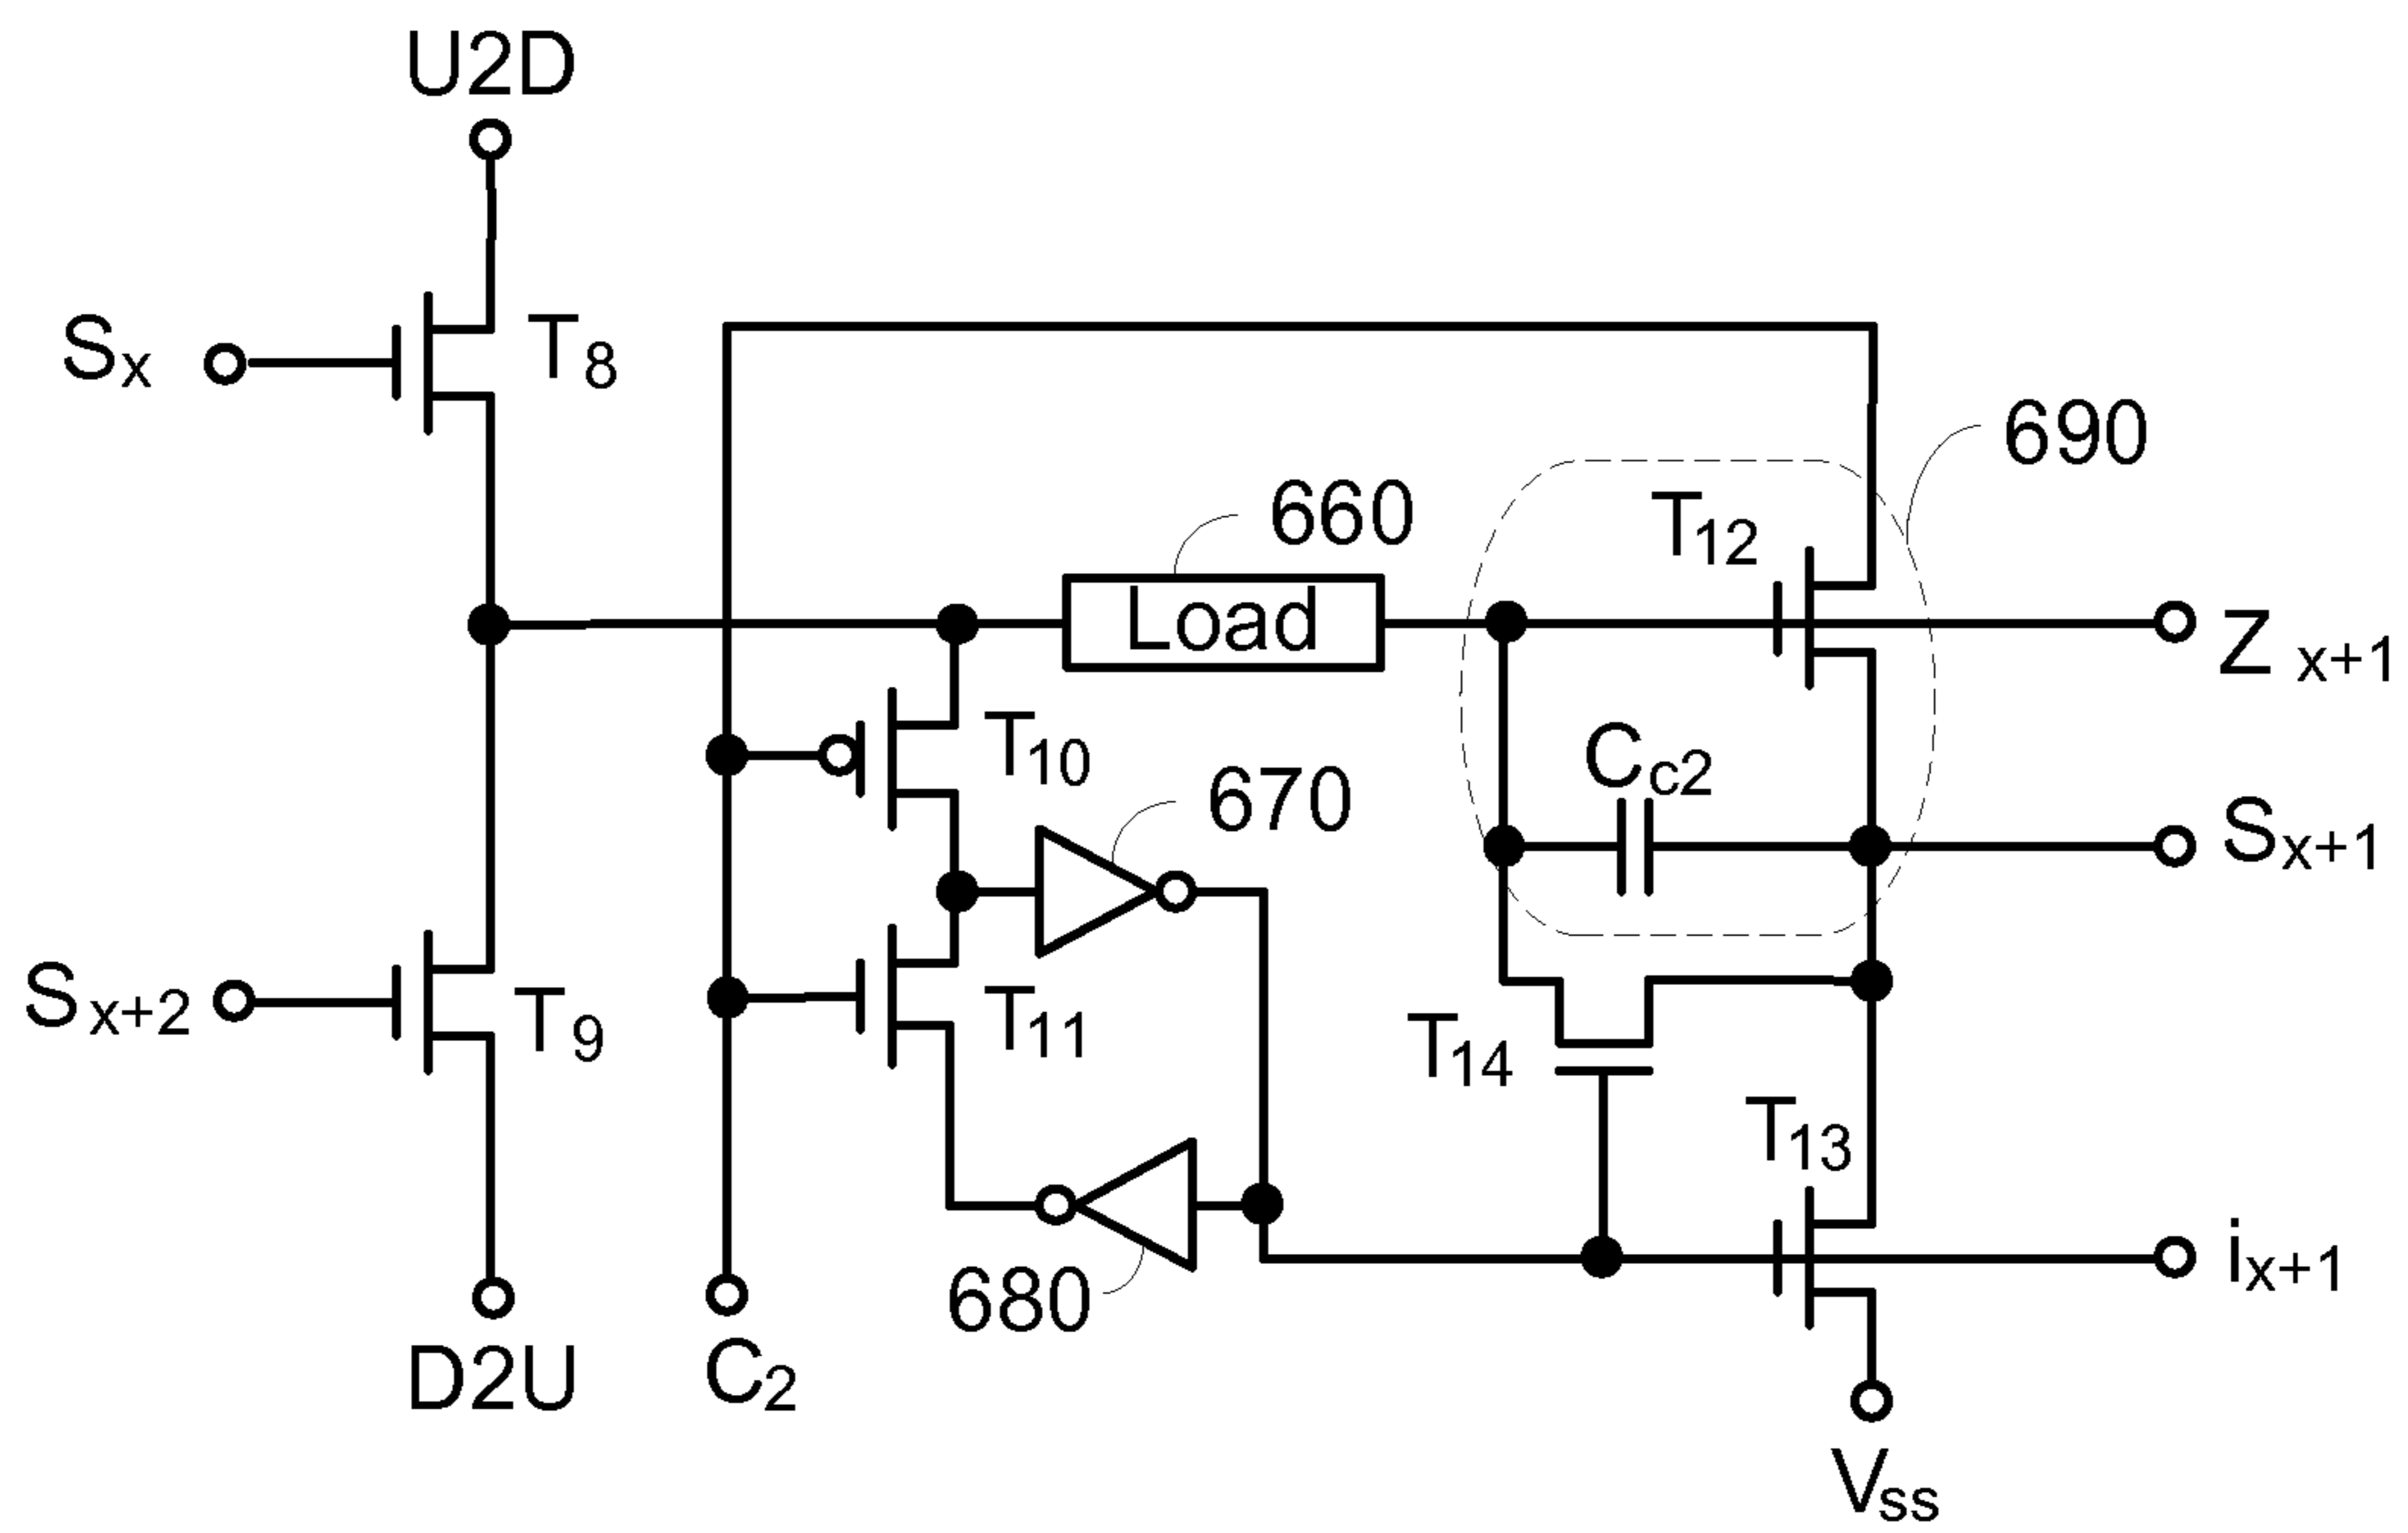 U2D
Sx
T8
690
660
T12
Load
Z x+1
T10
Cc2
670
Sx+1
Sx+2
T9
T11
T14
T13
680
ix+1
D2U
C2
Vss